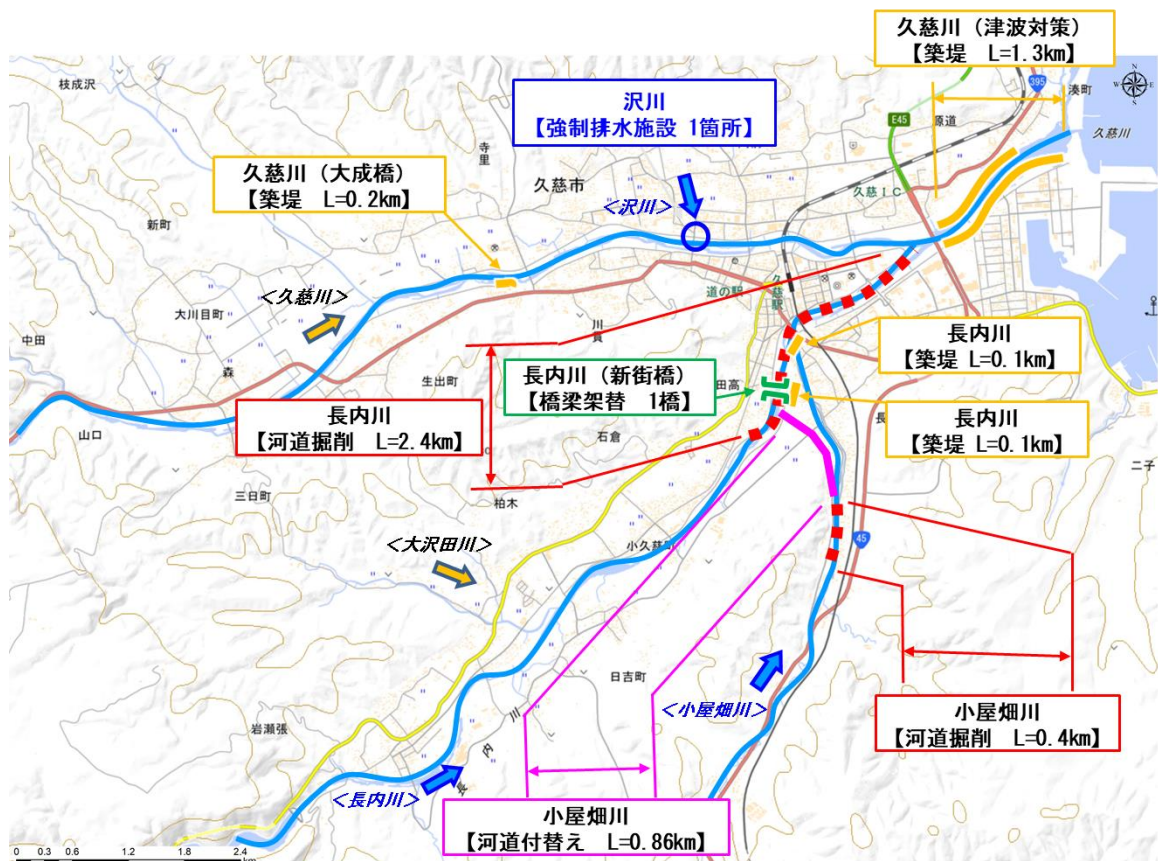 久慈川（津波対策）
【築堤 L=1.3km】
395
湊町
N
W
E
S
枝成沢
沢川
【強制排水施設 1箇所】
E45
源道
久慈川
寺里
久慈川（大成橋）
【築堤 L=0.2km】
久慈市
久慈ＩＣ
新町
＜沢川＞
＜久慈川＞
大川目町
道の駅
久慈駅
川貫
中田
森
生出町
長内川（新街橋）
【橋梁架替 1橋】
田高
長内川
【築堤 L=0.1km】
長内川
【河道掘削 L=2.4km】
山口
石倉
長
長内川
【築堤 L=0.1km】
二子
三日町
柏木
＜大沢田川＞
小久慈町
45
日吉町
＜小屋畑川＞
岩瀬張
長内川
＜長内川＞
小屋畑川
【河道掘削 L=0.4km】
小屋畑川
【河道付替え L=0.86km】
0 0.3 0.6 1.2 1.8 2.4
km